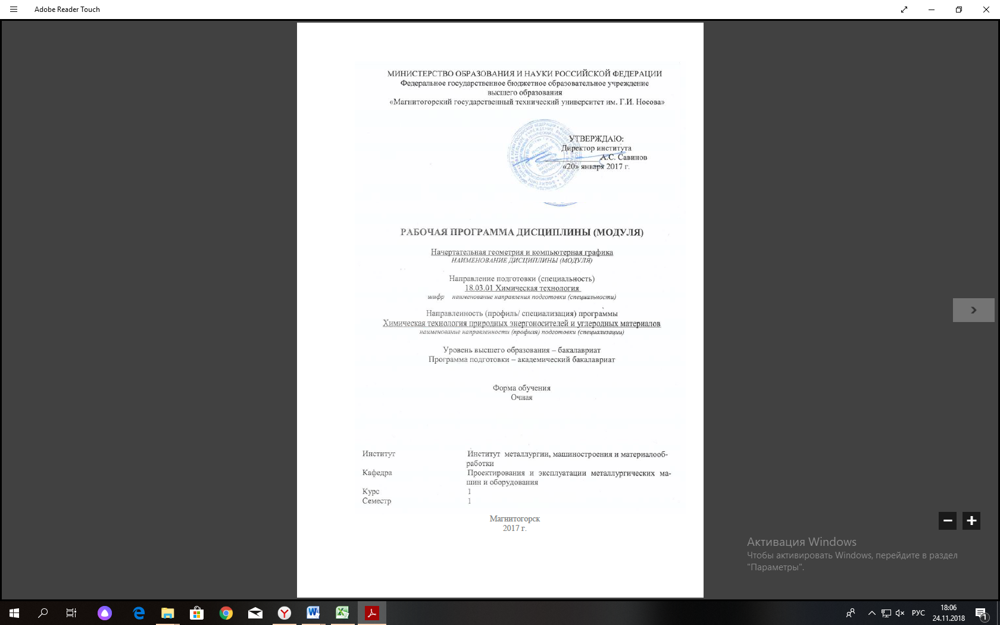 Adobe Reader Touch
МИНИСТЕРСТВО ОБРАЗОВАНИЯ И НАУКИ РОССИЙСКОЙ ФЕДЕРАЦИИ
Федеральное государственное бюджетное образовательное учреждение
высшего образования
«Магнитогорский государственный технический университет им. Г.И. Носова»
УТВЕРЖДАЮ:
Директор института
А.С. Савинов
«20» января 2017 г.
РАБОЧАЯ ПРОГРАММА ДИСЦИПЛИНЫ (МОДУЛЯ)
Начертательная геометрия и компьютерная графика
НАИМЕНОВАНИЕ ДИСЦИПЛИНЫ (МОДУЛЯ)
Направление подготовки (специальность)
18.03.01 Химическая технология
шифр наименование направления подготовки (специальности)
Направленность (профиль/ специализация) программы
Химическая технология природных энергоносителей и углеродных материалов
наименование направленности (профиля) подготовки (специализации)
Уровень высшего образования – бакалавриат
Программа подготовки – академический бакалавриат
Форма обучения
Очная
Институт Институт металлургии, машиностроения и материалооб-
работки
Кафедра Проектирования и эксплуатации металлургических ма-
шин и оборудования
Курс 1
Семестр 1
Магнитогорск
2017 г.
Активация Windows
Чтобы активировать Windows, перейдите в раздел
"Параметры".
РУС
18:06
24.11.2018
1